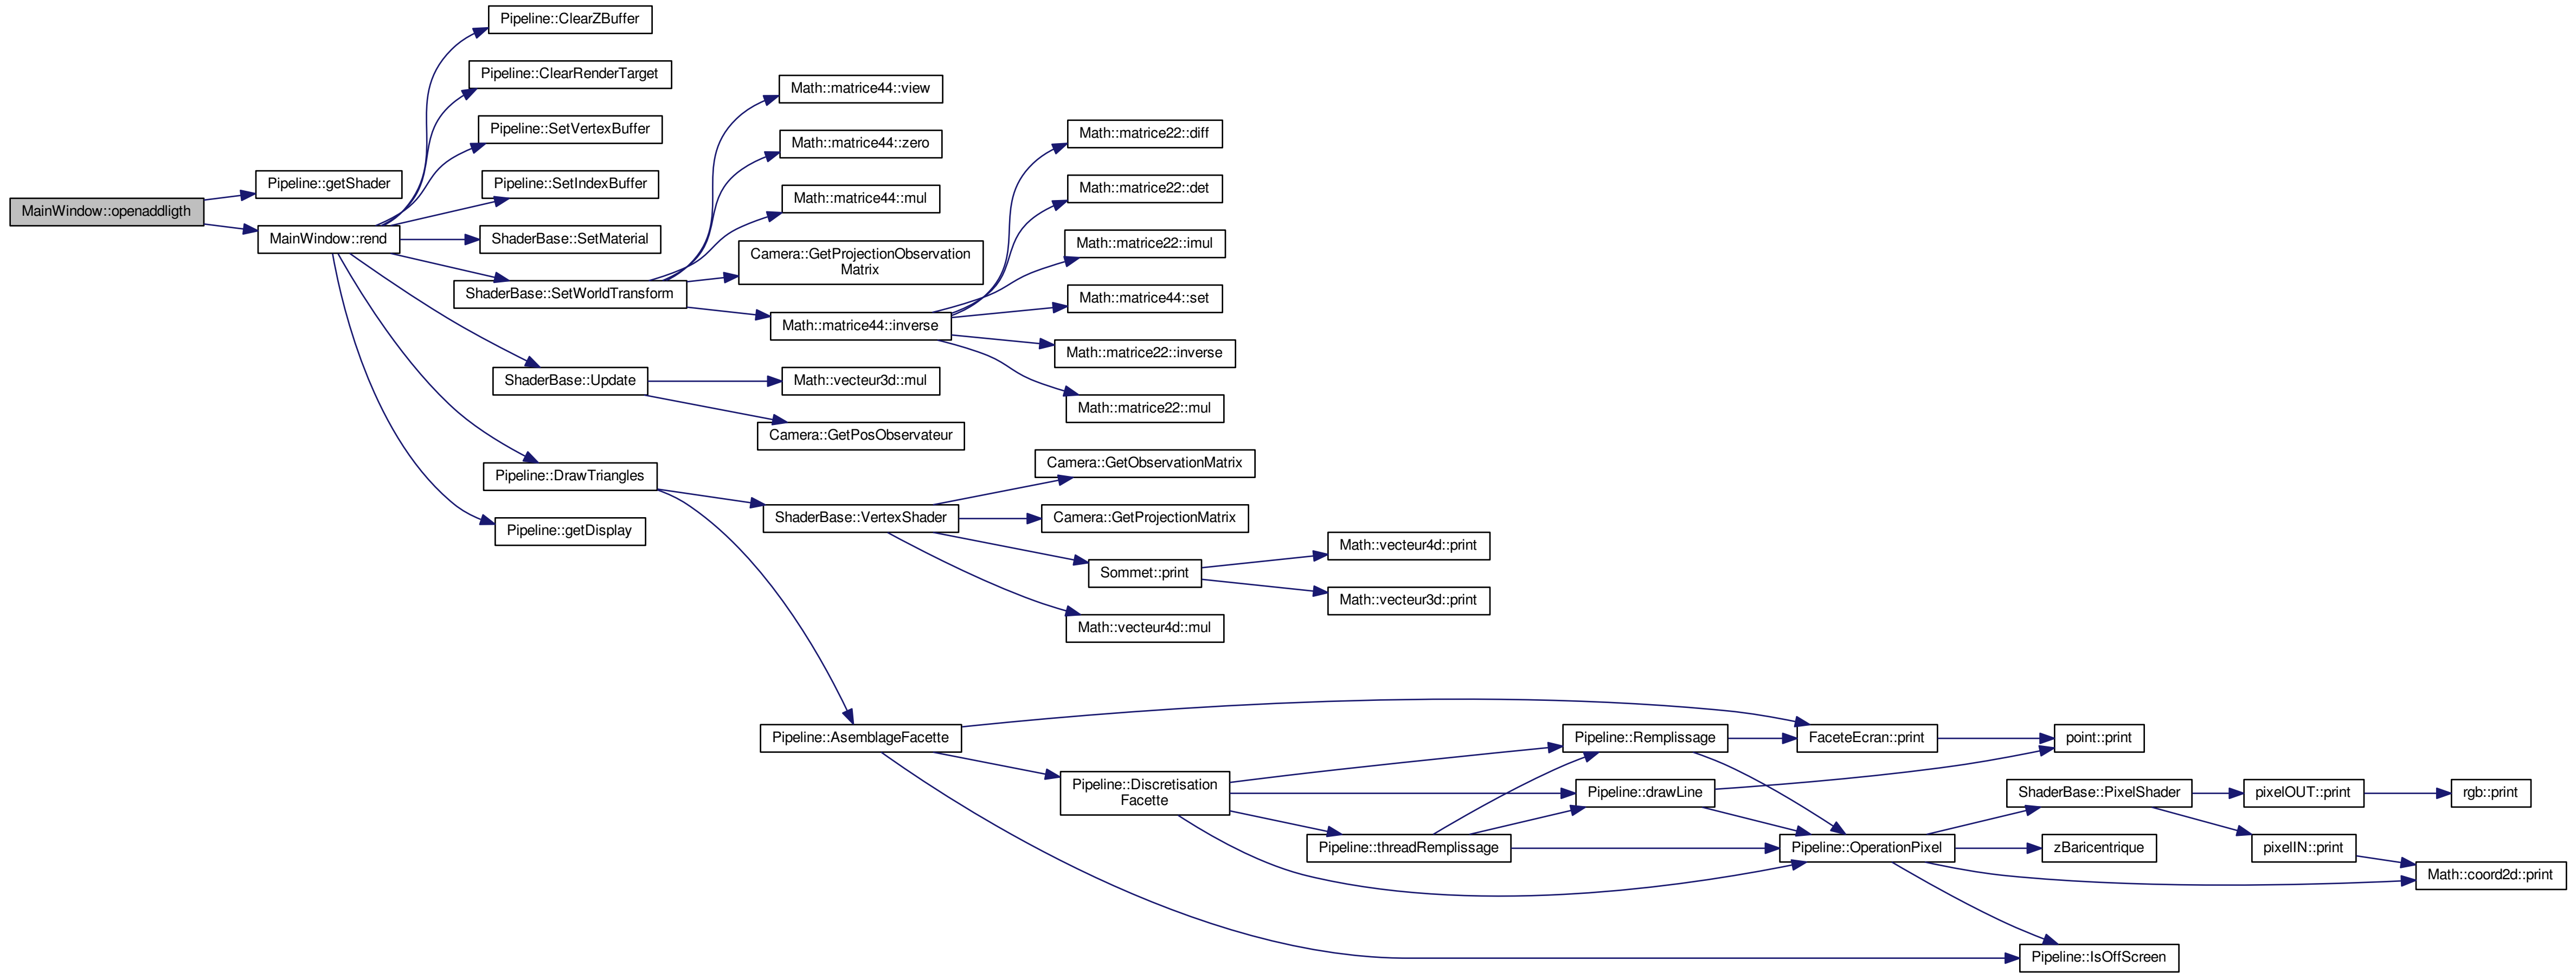 Pipeline::ClearZBuffer
Pipeline::ClearRenderTarget
Math::matrice44::view
Pipeline::SetVertexBuffer
Math::matrice44::zero
Math::matrice22::diff
Pipeline::getShader
Pipeline::SetIndexBuffer
Math::matrice44::mul
Math::matrice22::det
MainWindow::openaddligth
MainWindow::rend
ShaderBase::SetMaterial
Camera::GetProjectionObservation
Matrix
Math::matrice22::imul
ShaderBase::SetWorldTransform
Math::matrice44::inverse
Math::matrice44::set
Math::matrice22::inverse
ShaderBase::Update
Math::vecteur3d::mul
Math::matrice22::mul
Camera::GetPosObservateur
Pipeline::DrawTriangles
Camera::GetObservationMatrix
Pipeline::getDisplay
ShaderBase::VertexShader
Camera::GetProjectionMatrix
Sommet::print
Math::vecteur4d::print
Math::vecteur3d::print
Math::vecteur4d::mul
Pipeline::AsemblageFacette
Pipeline::Remplissage
FaceteEcran::print
point::print
Pipeline::Discretisation
Facette
Pipeline::drawLine
ShaderBase::PixelShader
pixelOUT::print
rgb::print
Pipeline::threadRemplissage
Pipeline::OperationPixel
zBaricentrique
pixelIN::print
Math::coord2d::print
Pipeline::IsOffScreen